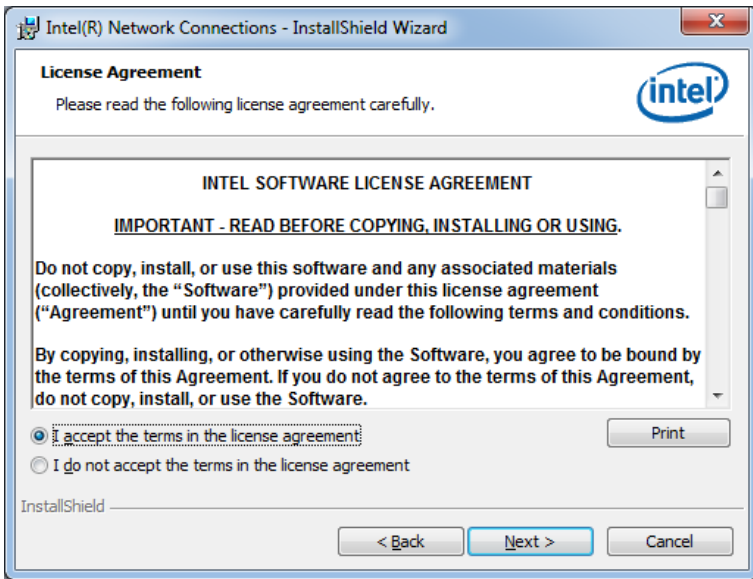 Intel(R) Network Connections - InstallShield Wizard
License Agreement
Please read the following license agreement carefully.
intel
INTEL SOFTWARE LICENSE AGREEMENT
IMPORTANT - READ BEFORE COPYING, INSTALLING OR USING.
Do not copy, install, or use this software and any associated materials
(collectively, the “Software”) provided under this license agreement
(“Agreement”) until you have carefully read the following terms and conditions.
By copying, installing, or otherwise using the Software, you agree to be bound by
the terms of this Agreement. If you do not agree to the terms of this Agreement,
do not copy, install, or use the Software.
I accept the terms in the license agreement
Print
I do not accept the terms in the license agreement
InstallShield
< Back
Next >
Cancel